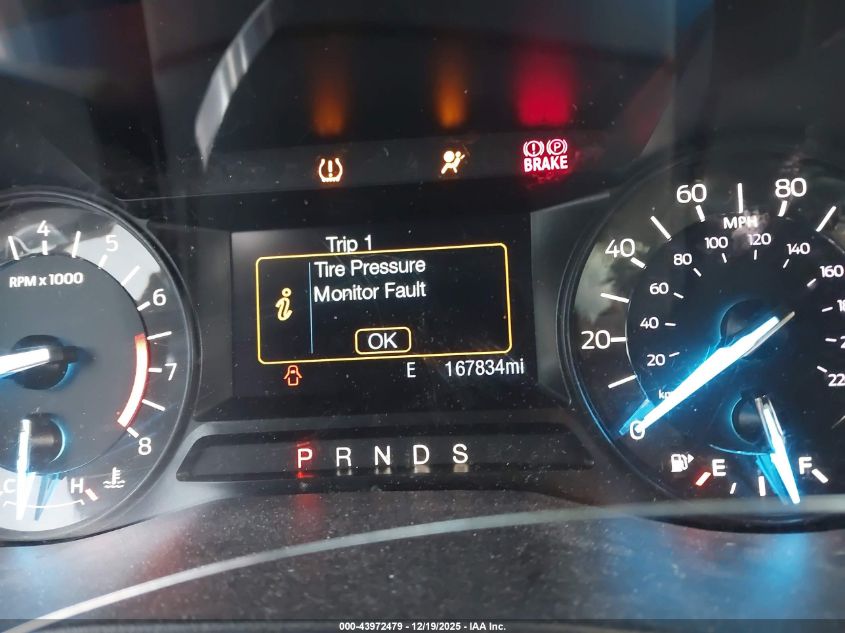 BRAKE
Trip 1
Tire Pressure
Monitor Fault
OK
E 167834mi
P R N D S
4 5 6 7 8
RPM x 1000
C H
20 40 60 80
MPH
20 40 60 80 100 120 140 160
0
E F
000-43972479 - 12/19/2025 - IAA Inc.